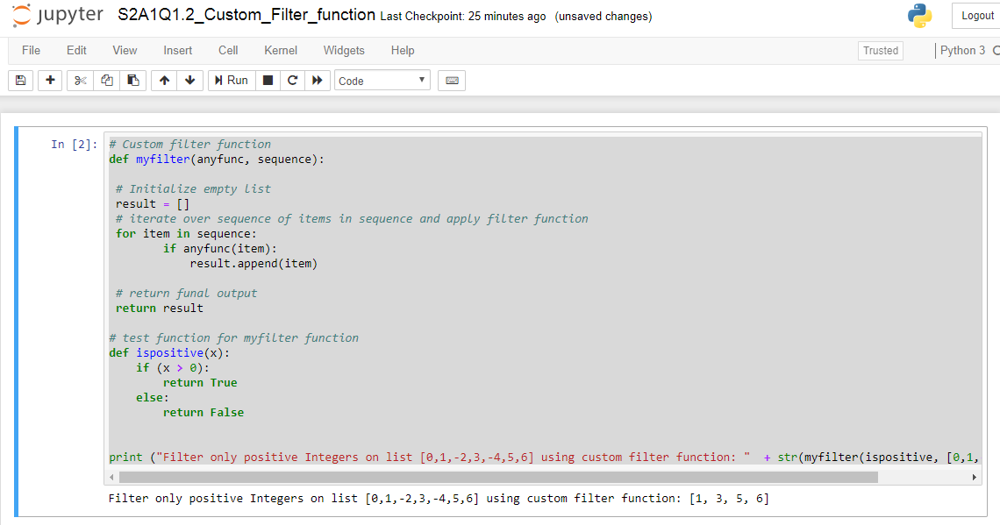 jupyter S2A1Q1.2_Custom_Filter_function Last Checkpoint: 25 minutes ago (unsaved changes) Logout
File Edit View Insert Cell Kernel Widgets Help Trusted Python 3
Run Code
In [2]: # Custom filter function
def myfilter(anyfunc, sequence):
# Initialize empty list
result = []
# iterate over sequence of items in sequence and apply filter function
for item in sequence:
if anyfunc(item):
result.append(item)
# return funal output
return result
# test function for myfilter function
def ispositive(x):
if (x > 0):
return True
else:
return False
print ("Filter only positive Integers on list [0,1,-2,3,-4,5,6] using custom filter function: " + str(myfilter(ispositive, [0,1,
Filter only positive Integers on list [0,1,-2,3,-4,5,6] using custom filter function: [1, 3, 5, 6]